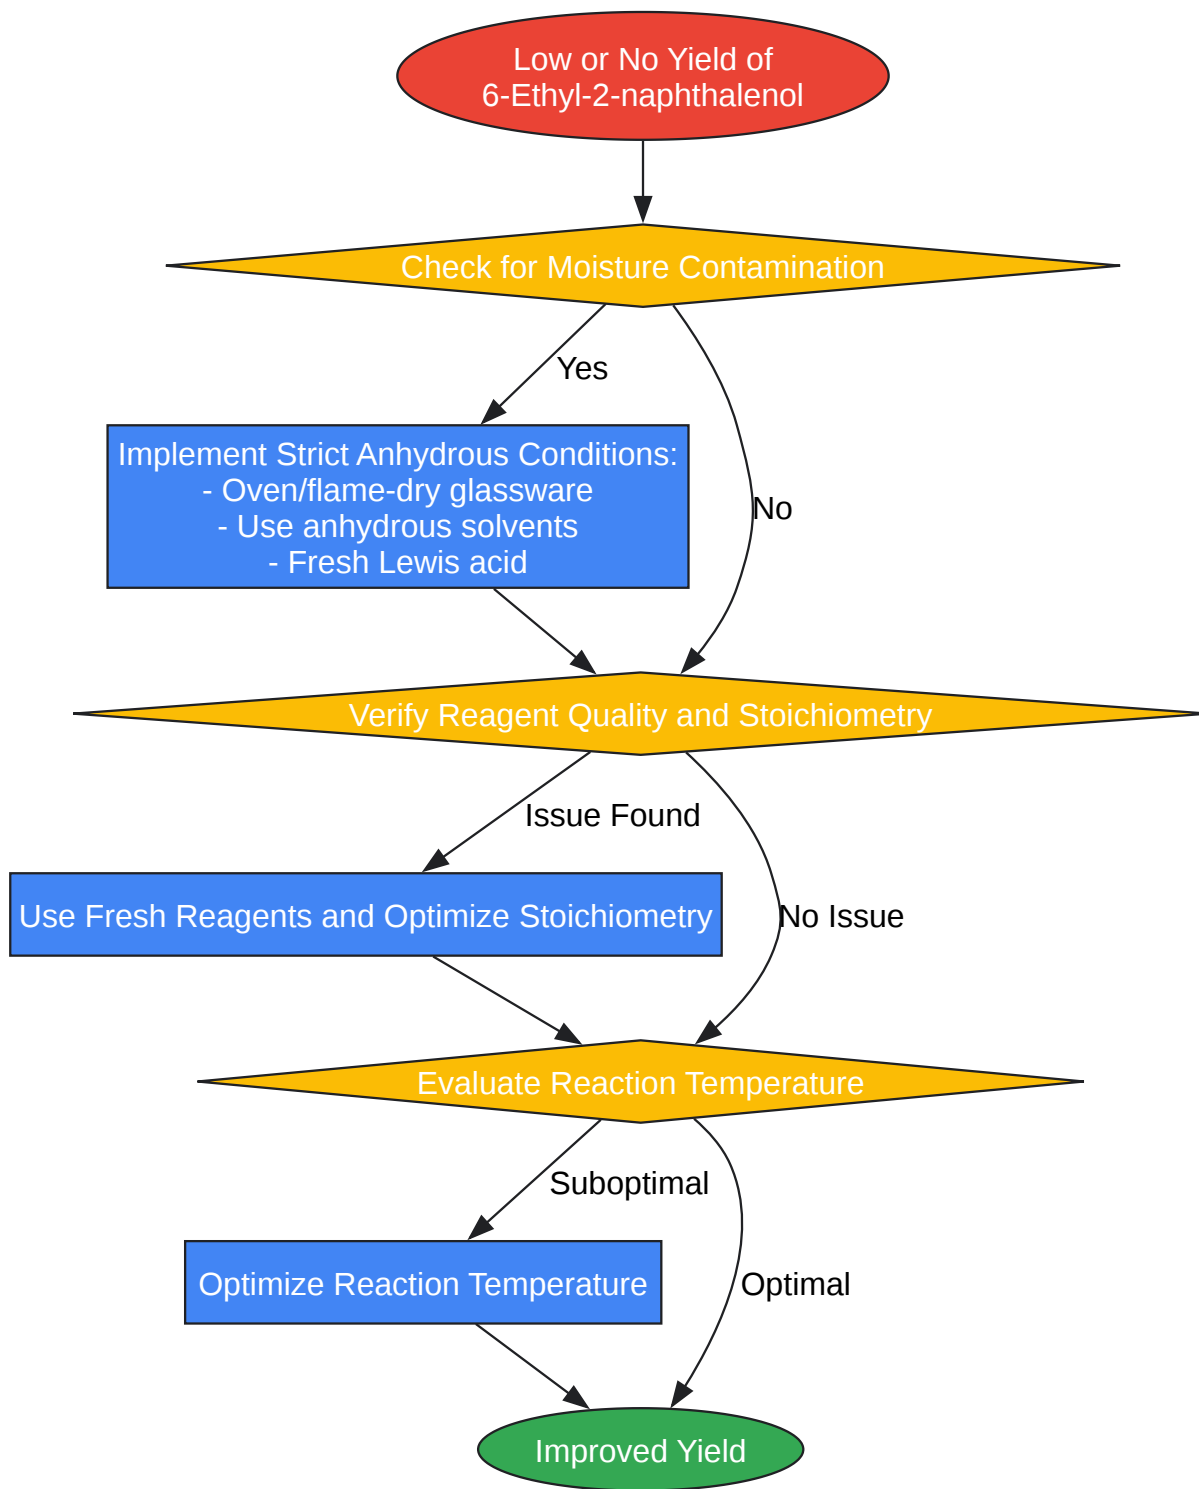 Low or No Yield of
6-Ethyl-2-naphthalenol
Check for Moisture Contamination
Yes
Implement Strict Anhydrous Conditions:
- Oven/flame-dry glassware
- Use anhydrous solvents
- Fresh Lewis acid
No
Verify Reagent Quality and Stoichiometry
Issue Found
Use Fresh Reagents and Optimize Stoichiometry
No Issue
Evaluate Reaction Temperature
Suboptimal
Optimize Reaction Temperature
Optimal
Improved Yield